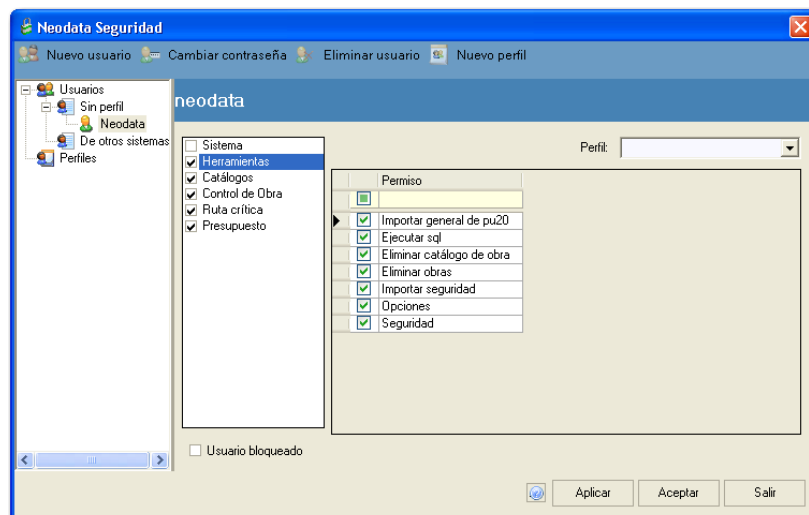 Neodata Seguridad
Nuevo usuario Cambiar contraseña Eliminar usuario Nuevo perfil
Usuarios
Sin perfil
Neodata
De otros sistemas
Perfiles
neodata
Sistema
Herramientas
Catálogos
Control de Obra
Ruta crítica
Presupuesto
Perfil:
Permiso
Importar general de pu20
Ejecutar sql
Eliminar catálogo de obra
Eliminar obras
Importar seguridad
Opciones
Seguridad
Usuario bloqueado
Aplicar Aceptar Salir